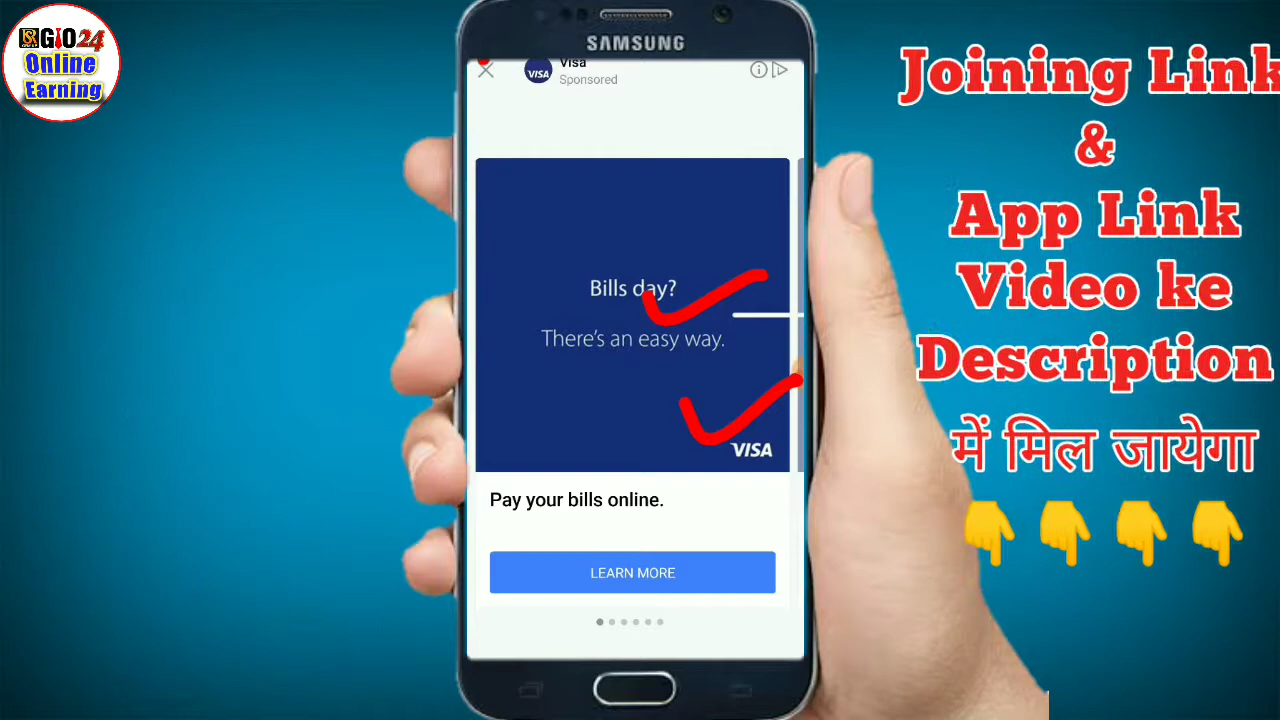 GIO24
Online
Earning
SAMSUNG
Visa
Sponsored
VISA
Bills day?
There's an easy way.
VISA
Pay your bills online.
LEARN MORE
Joining Link
&
App Link
Video ke
Description
में मिल जायेगा